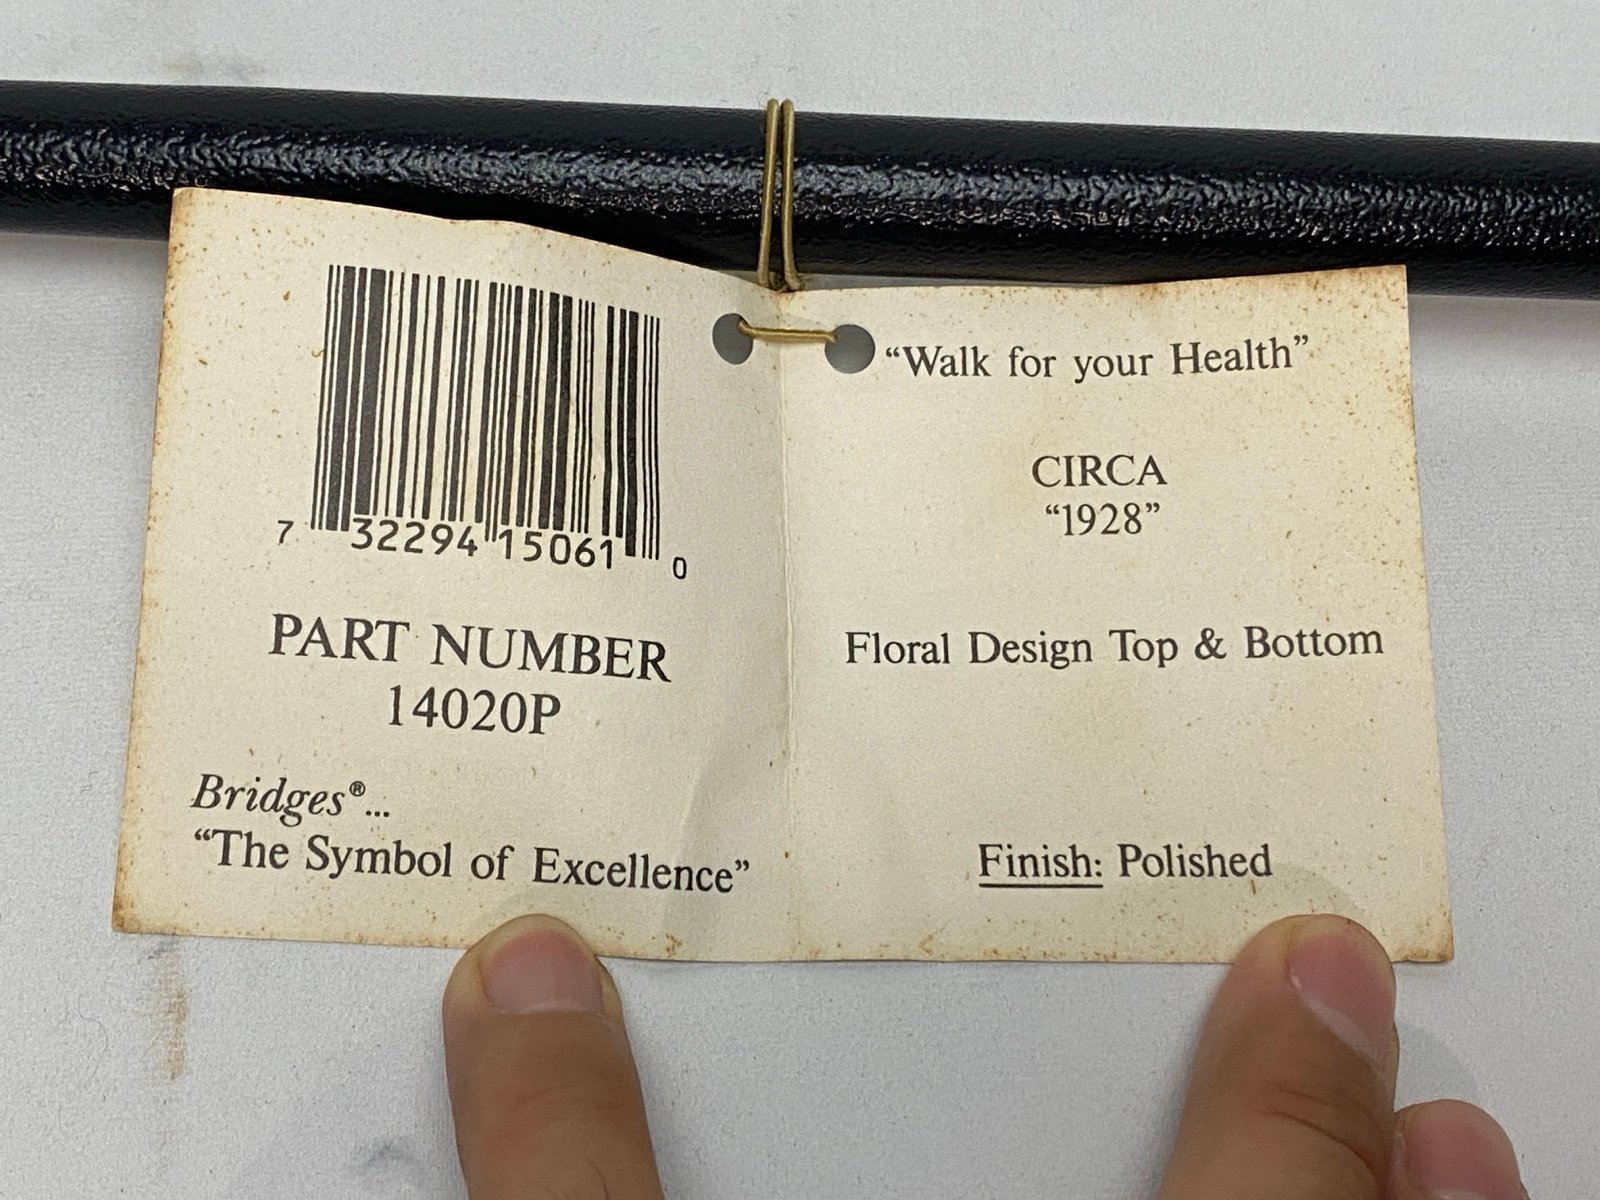 7 32294 15061 0
PART NUMBER
14020P
Bridges®...
“The Symbol of Excellence”
“Walk for your Health”
CIRCA
“1928”
Floral Design Top & Bottom
Finish: Polished